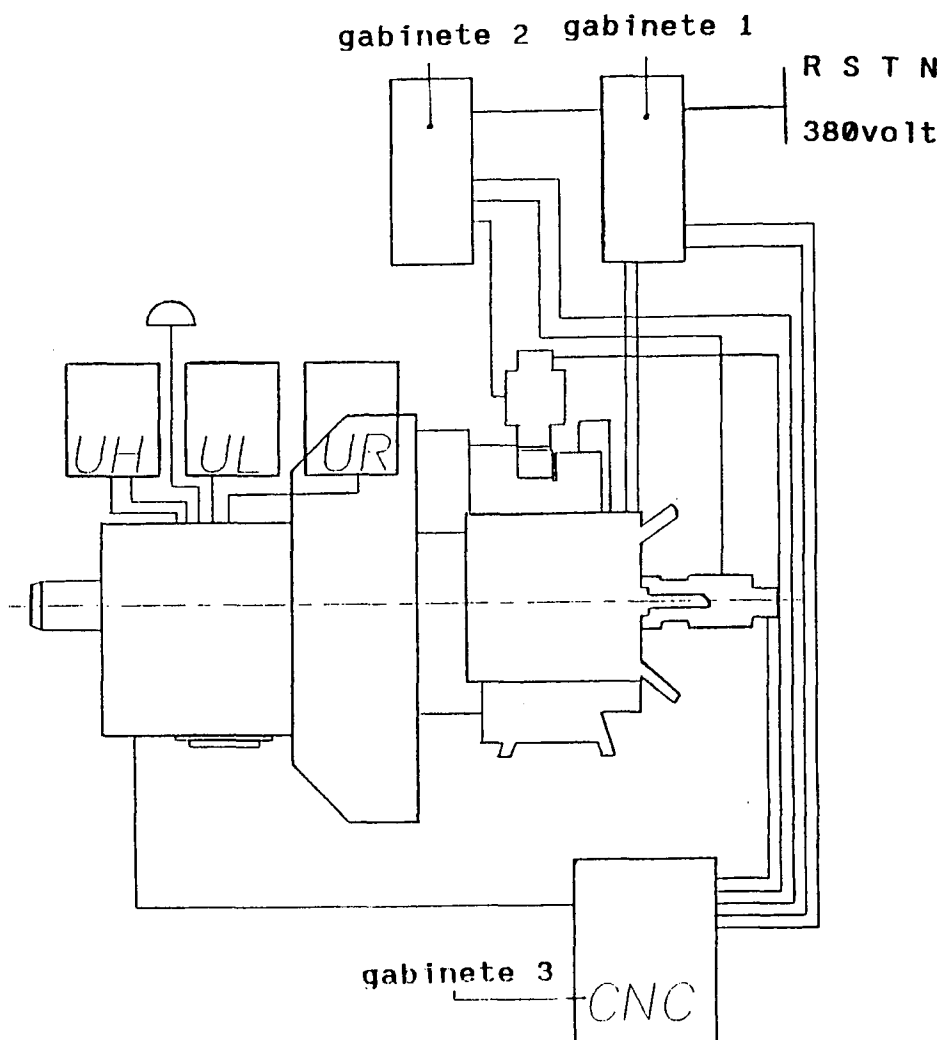 gabinete 2
gabinete 1
R S T N
380volt
UH
UL
UR
gabinete 3
CNC